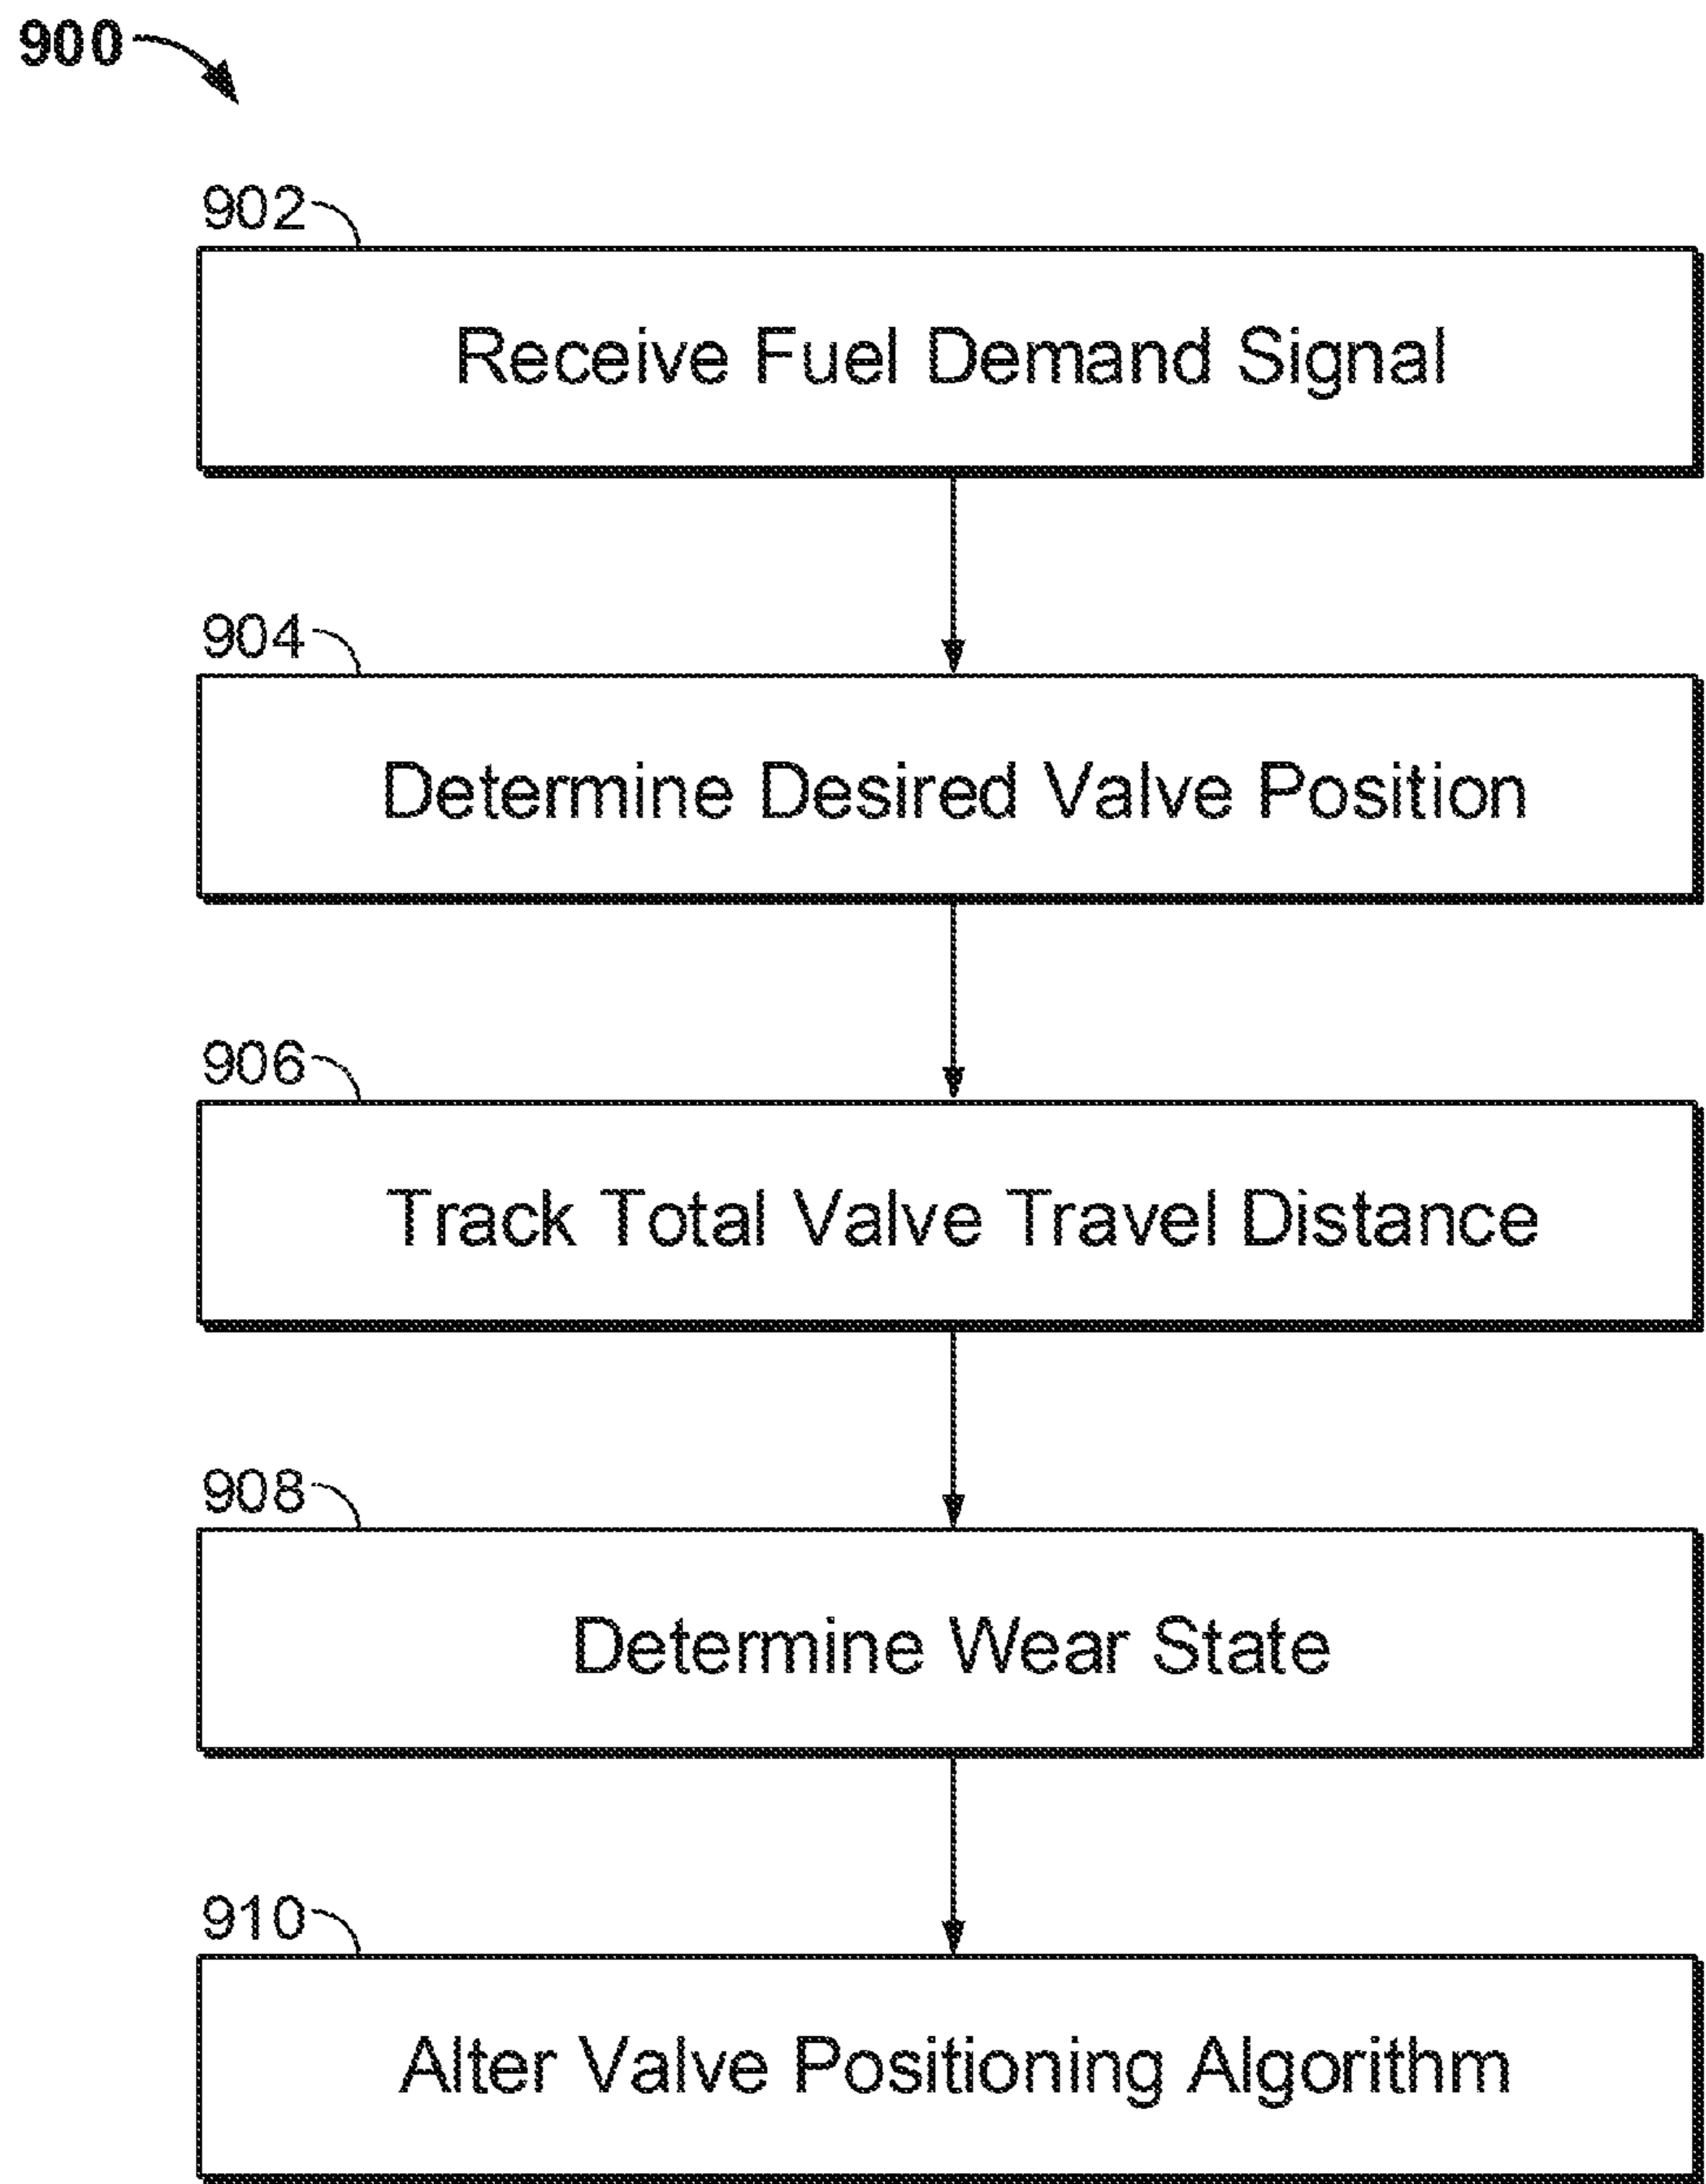 900
902
Receive Fuel Demand Signal
904
Determine Desired Valve Position
906
Track Total Valve Travel Distance
908
Determine Wear State
910
Alter Valve Positioning Algorithm